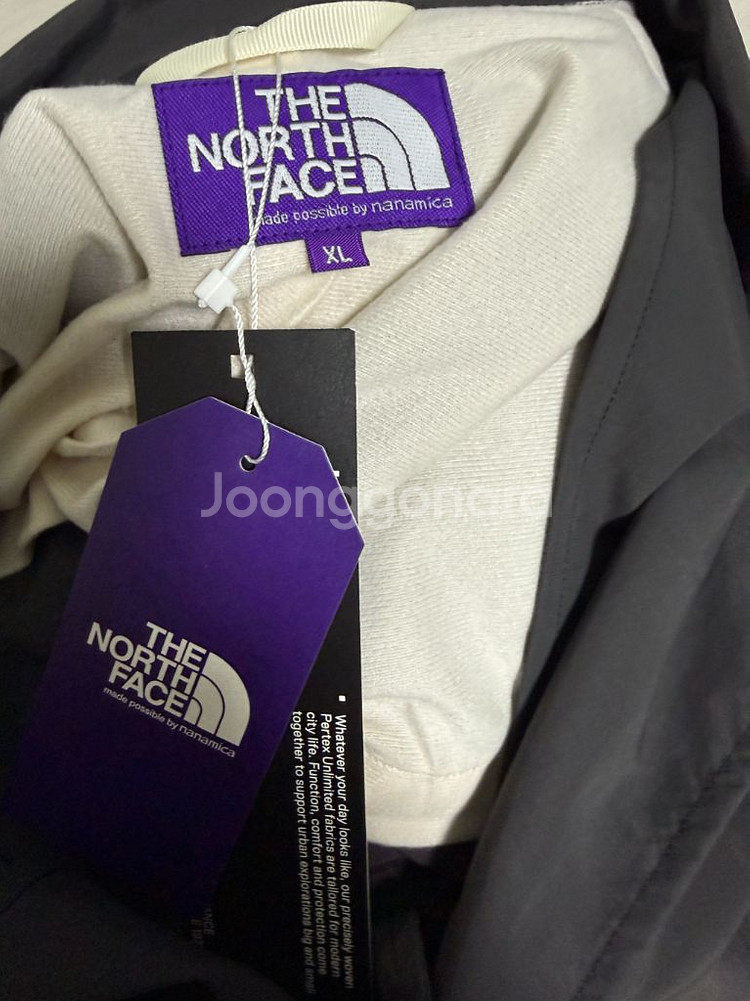 THE
NORTH
FACE
made possible by nanamica
XL
Joonggonara
THE
NORTH
FACE
made possible by nanamica
Whatever your day looks like, our precisely woven
Pertex Unlimited fabrics are tailored for modern
city life. Function, comfort and protection come
together to support urban explorations big and small